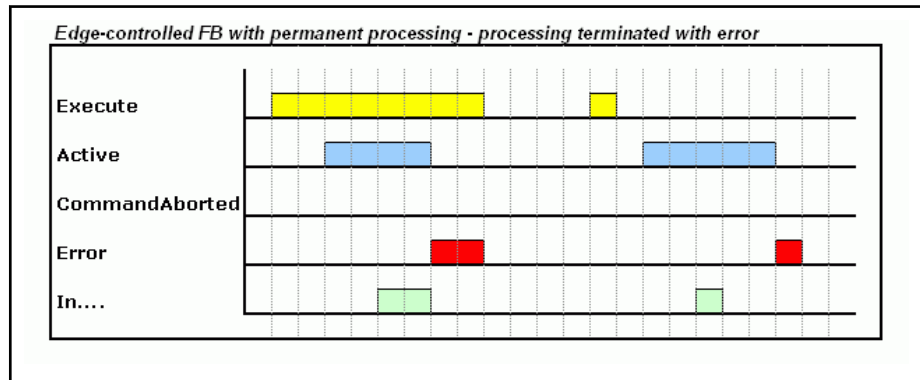 Edge-controlled FB with permanent processing - processing terminated with error
Execute
Active
CommandAborted
Error
In....